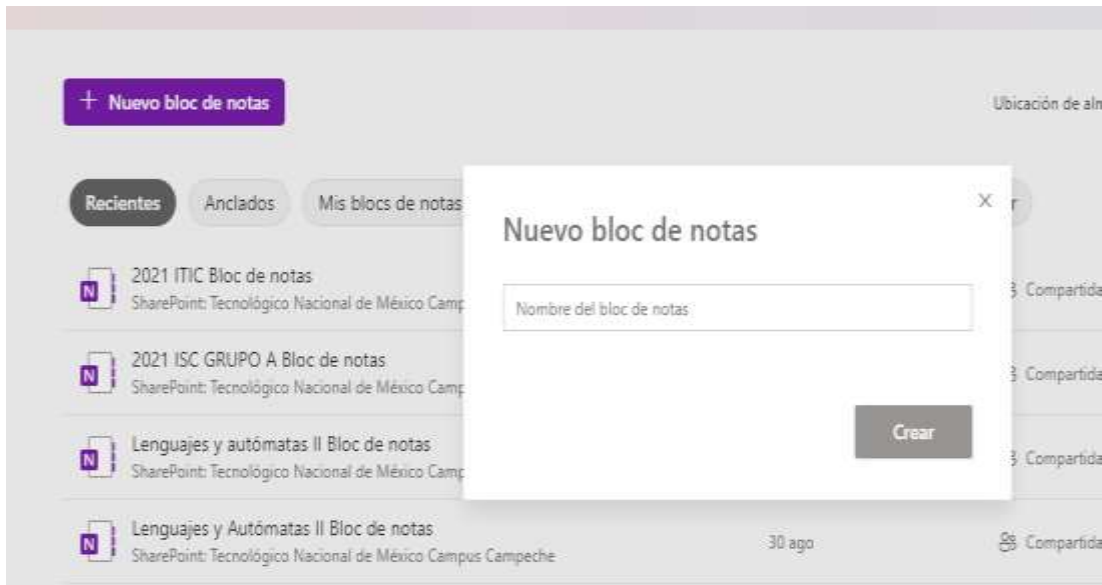 + Nuevo bloc de notas
Ubicación de alm
Recientes
Anclados
Mis blocs de notas
r
X
Nuevo bloc de notas
Nombre del bloc de notas
Crear
2021 ITIC Bloc de notas
SharePoint: Tecnológico Nacional de México Camp
Compartida
2021 ISC GRUPO A Bloc de notas
SharePoint: Tecnológico Nacional de México Camp
Compartida
Lenguajes y autómatas II Bloc de notas
SharePoint: Tecnológico Nacional de México Camp
Compartida
Lenguajes y Autómatas II Bloc de notas
SharePoint: Tecnológico Nacional de México Campus Campeche
30 ago
Compartida